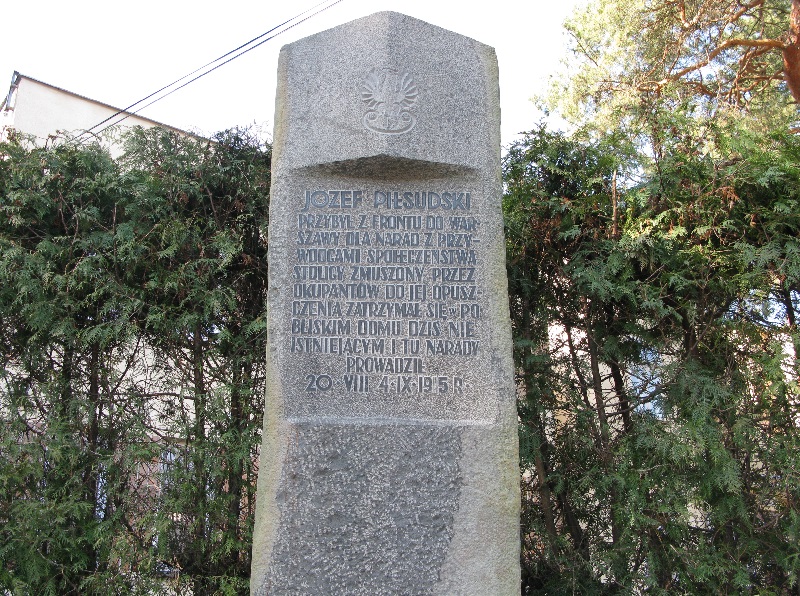 JÓZEF PIŁSUDSKI
PRZYBYŁ Z FRONTU DO WAR-
SZAWY DLA NARAD Z PRZY-
WÓDCAMI SPOŁECZEŃSTWA
STOLICY. ZMUSZONY PRZEZ
OKUPANTÓW DO JEJ OPUSZ-
CZENIA ZATRZYMAŁ SIĘ W PO
BLISKIM DOMU DZIŚ NIE
ISTNIEJĄCYM I TU NARADY
PROWADZIŁ
20. VIII 4.IX.1915 R.